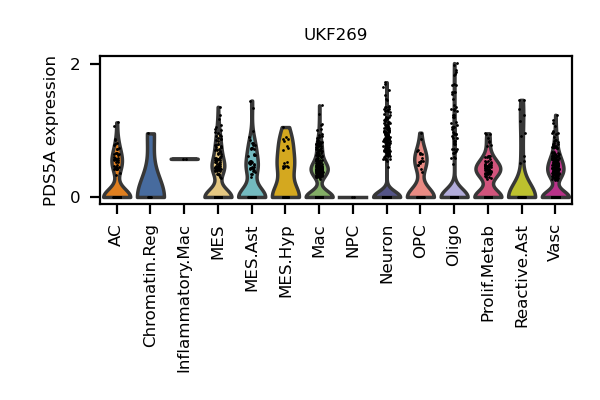 UKF269
PDS5A expression
2
0
AC
Chromatin.Reg
Inflammatory.Mac
MES
MES.Ast
MES.Hyp
Mac
NPC
Neuron
OPC
Oligo
Prolif.Metab
Reactive.Ast
Vasc